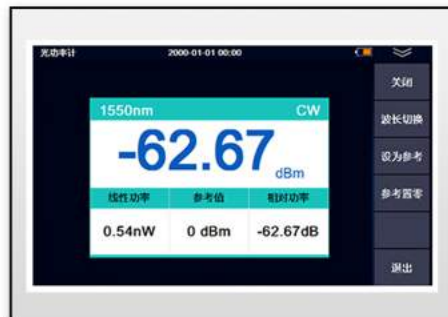 光功率计 2000-01-01 00:00
关闭
1550nm CW
波长切换
-62.67 dBm
设为参考
线性功率 参考值 相对功率
参考置零
0.54nW 0 dBm -62.67dB
退出